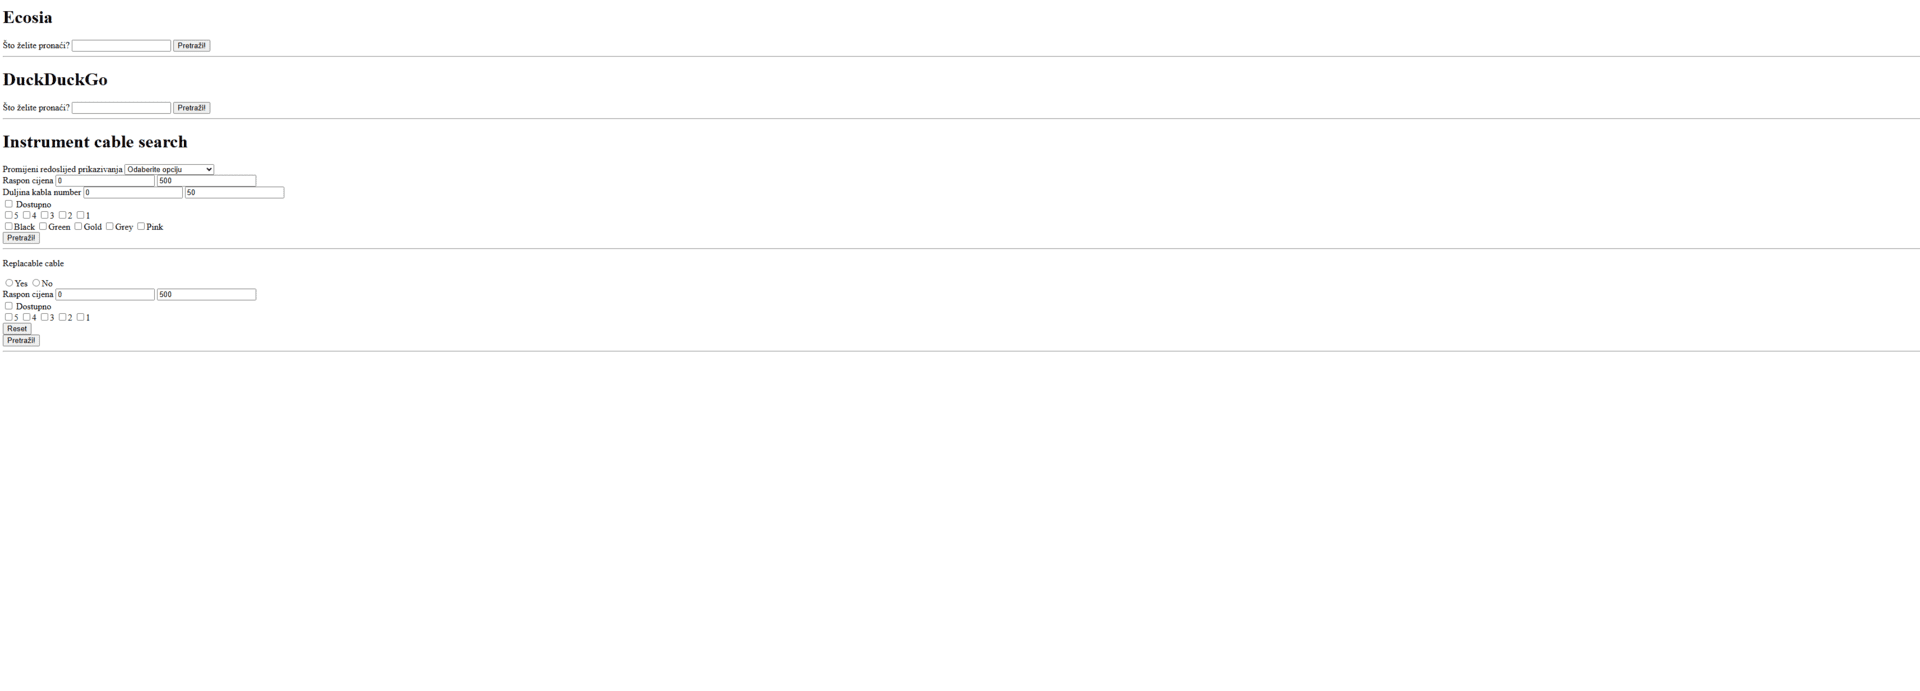 Ecosia
Što želite pronaći? Pretraži!
DuckDuckGo
Što želite pronaći? Pretraži!
Instrument cable search
Promijeni redoslijed prikazivanja Odaberite opciju
Raspon cijena 0 500
Duljina kabla number 0 50
Dostupno
5 4 3 2 1
Black Green Gold Grey Pink
Pretraži!
Replacable cable
Yes No
Raspon cijena 0 500
Dostupno
5 4 3 2 1
Reset
Pretraži!